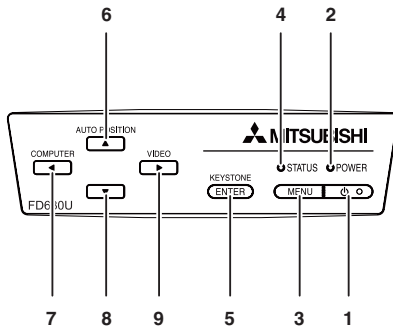 6 4 2
AUTO POSITION
MITSUBISHI
COMPUTER VIDEO STATUS POWER
KEYSTONE
ENTER MENU
FD630U
7 8 9 5 3 1